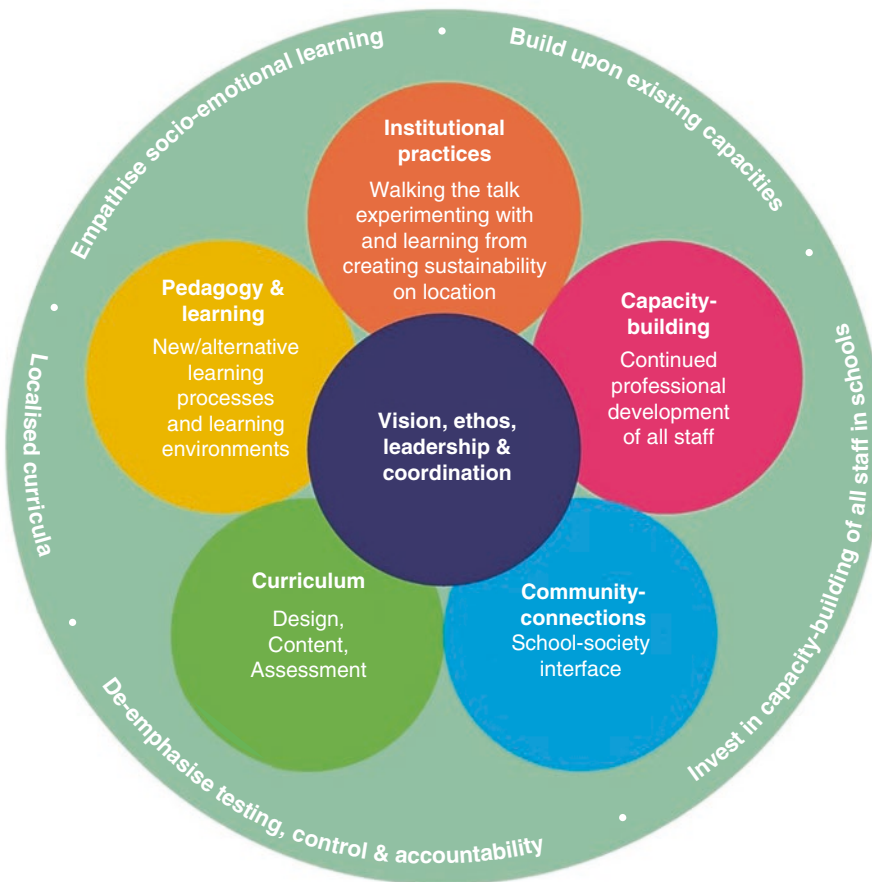 Empathise socio-emotional learning
•
Build upon existing capacities
•
Invest in capacity-building of all staff in schools
•
De-emphasise testing, control & accountability
•
Localised curricula
•
Institutional
practices
Walking the talk
experimenting with
and learning from
creating sustainability
on location
Pedagogy &
learning
New/alternative
learning
processes
and learning
environments
Capacity-
building
Continued
professional
development
of all staff
Vision, ethos,
leadership &
coordination
Curriculum
Design,
Content,
Assessment
Community-
connections
School-society
interface